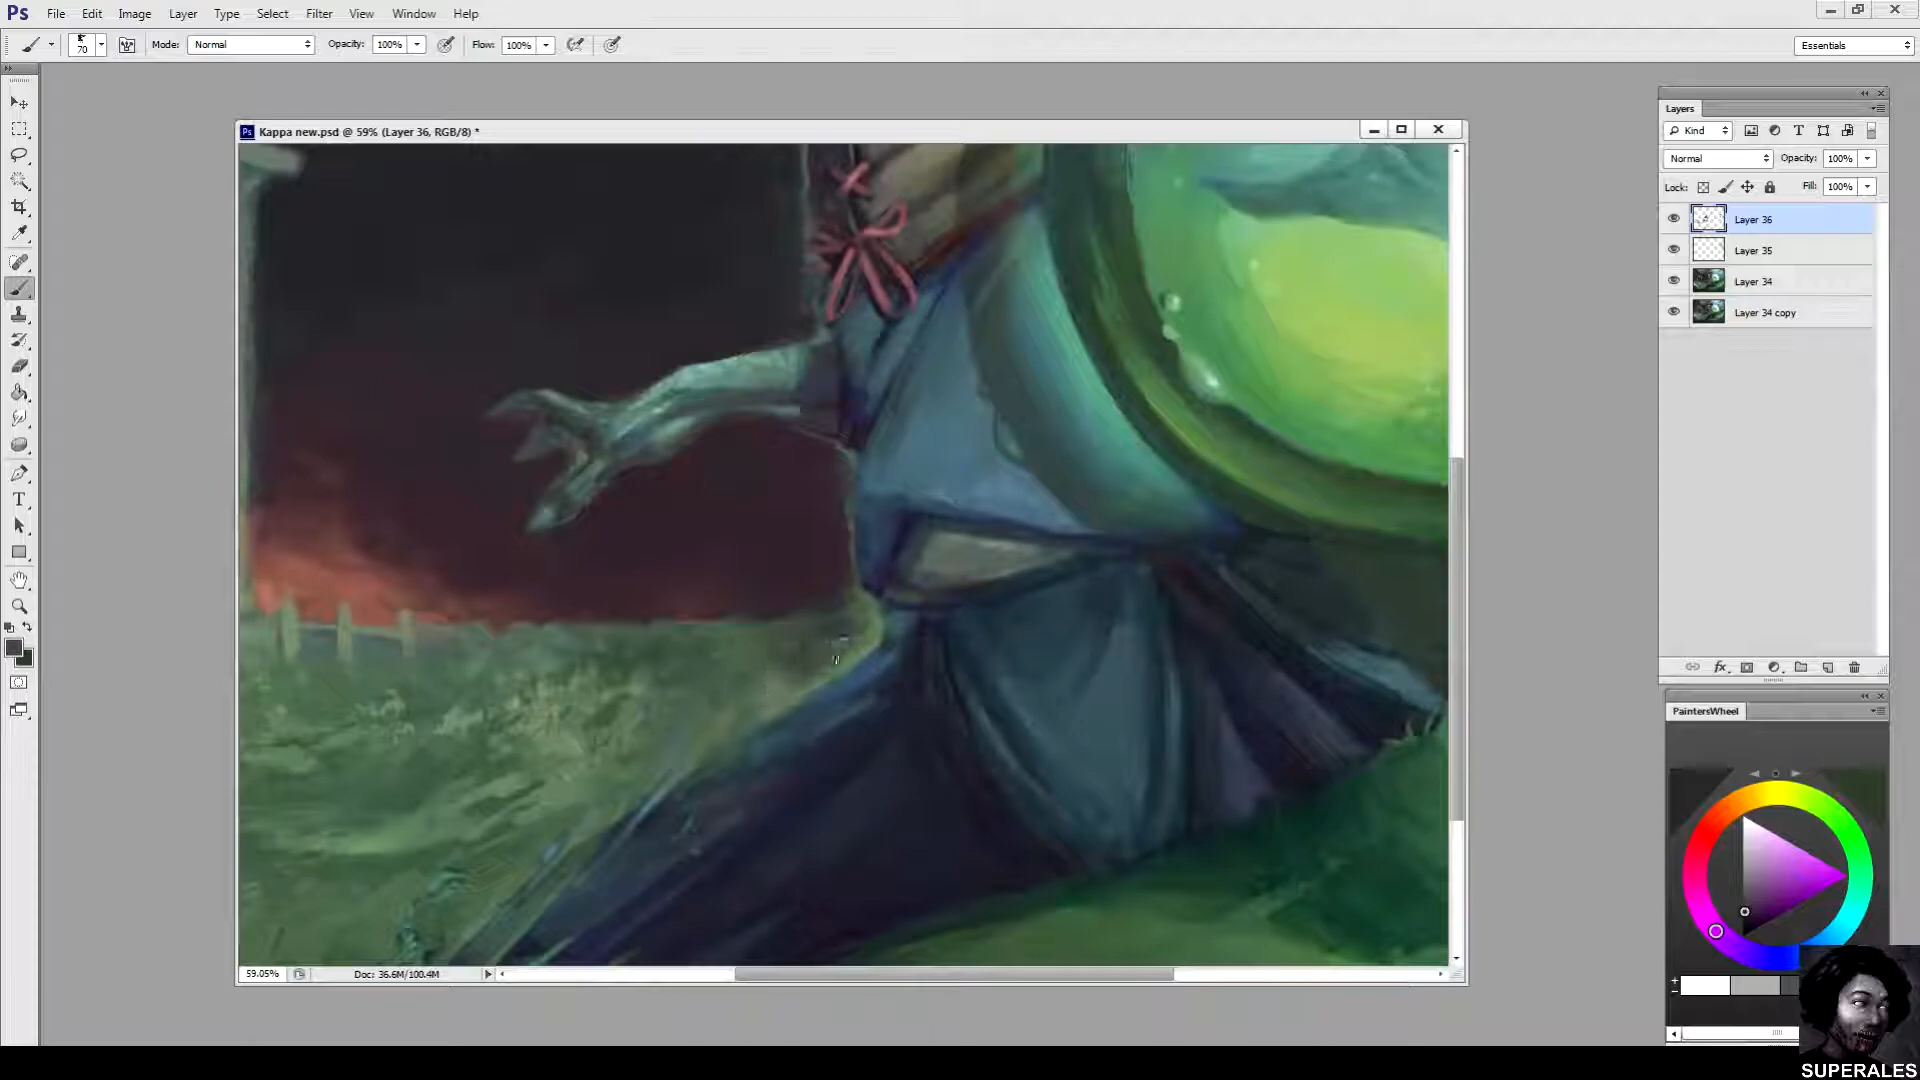 Ps File Edit Image Layer Type Select Filter View Window Help
70 Mode: Normal Opacity: 100% Flow: 100% Essentials
Ps Kappa new.psd @ 59% (Layer 36, RGB/8) *
Layers
Kind
Normal Opacity: 100%
Lock: Fill: 100%
Layer 36
Layer 35
Layer 34
Layer 34 copy
fx
PaintersWheel
59.05% Doc: 36.6M/100.4M
SUPERALES